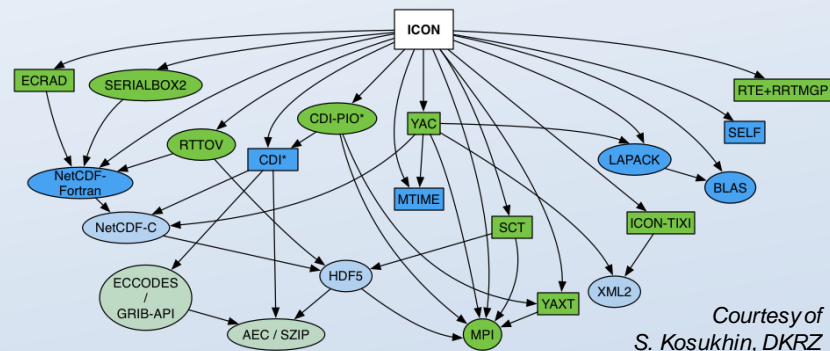 ICON
ECRAD
SERIALBOX2
RTE+RRTMGP
CDI-PIO*
YAC
SELF
RTTOV
CDI*
LAPACK
NetCDF-
Fortran
BLAS
MTIME
NetCDF-C
SCT
ICON-TIXI
HDF5
ECCODES
/
GRIB-API
XML2
YAXT
AEC / SZIP
MPI
Courtesy of
S. Kosukhin, DKRZ